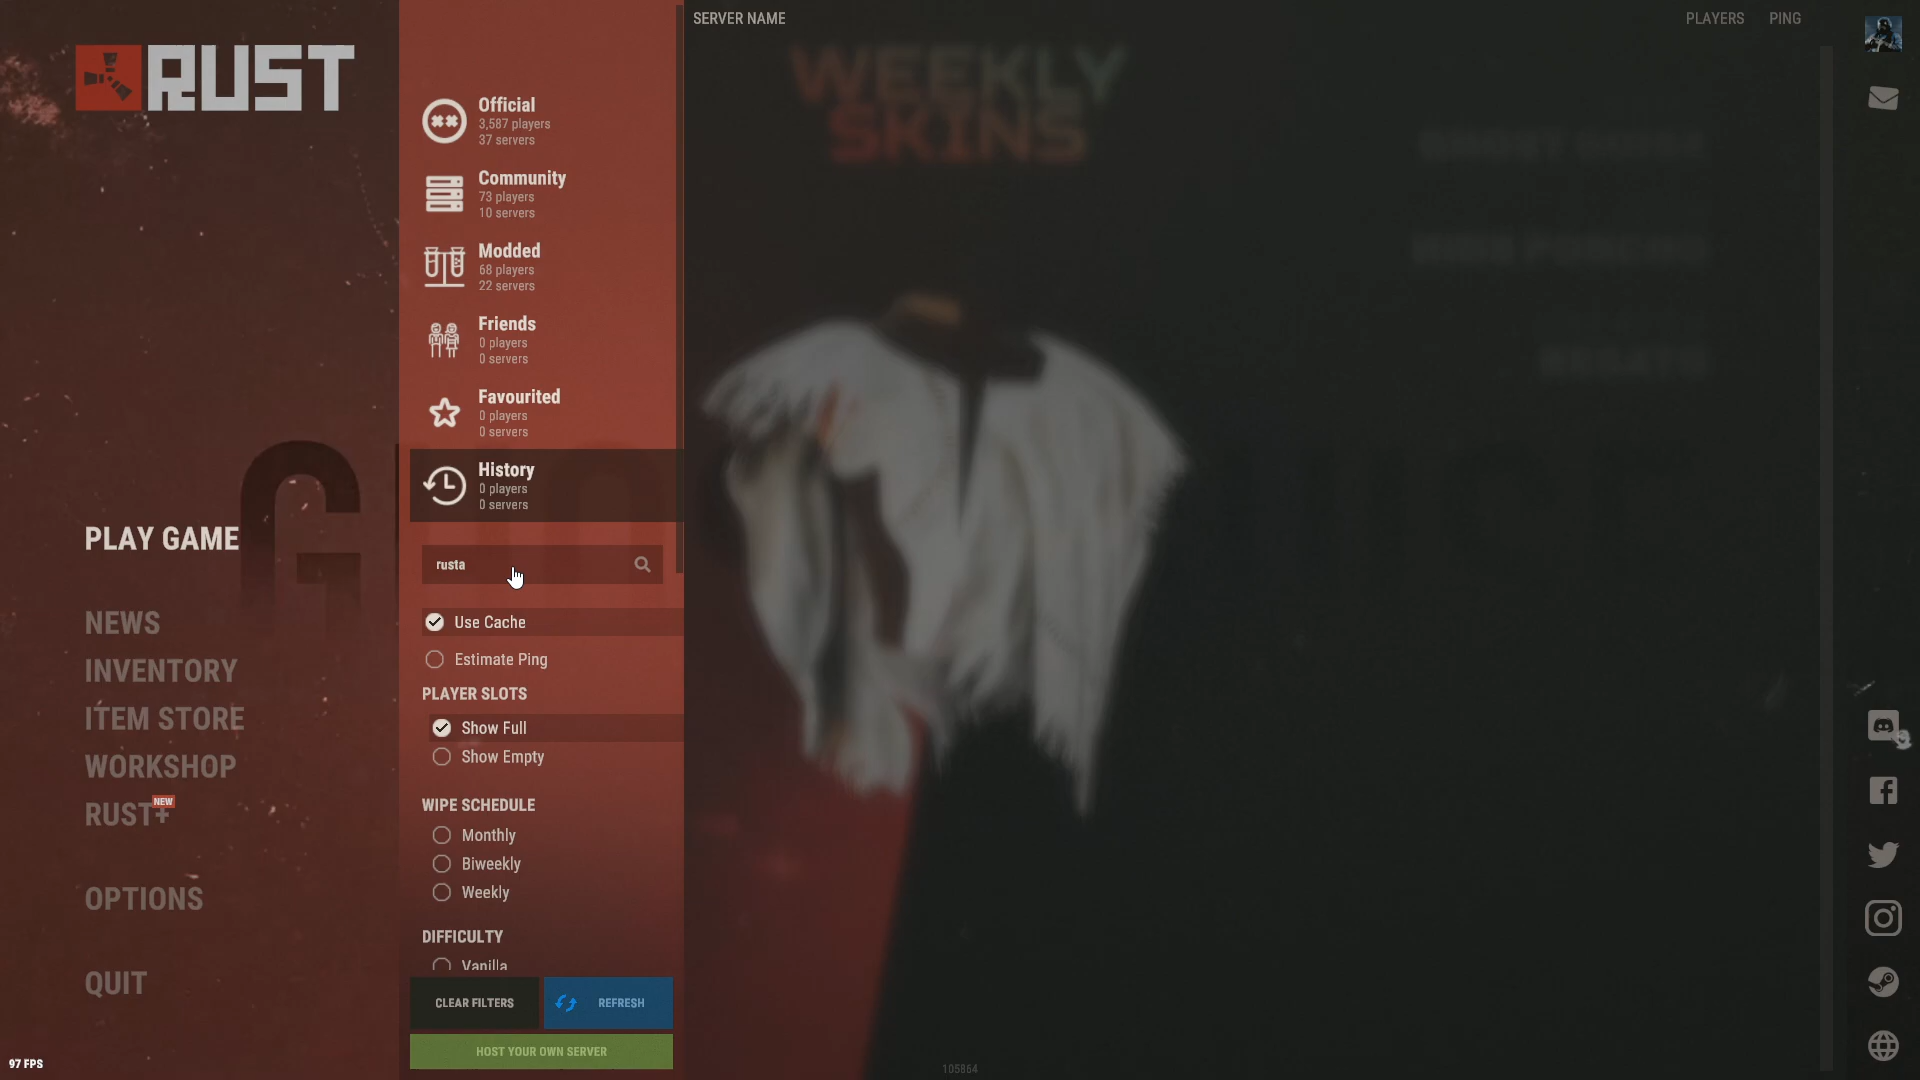 RUST
Official
3,587 players
37 servers
Community
73 players
10 servers
Modded
68 players
22 servers
Friends
0 players
0 servers
Favourited
0 players
0 servers
History
0 players
0 servers
rusta
Use Cache
Estimate Ping
PLAYER SLOTS
Show Full
Show Empty
WIPE SCHEDULE
Monthly
Biweekly
Weekly
DIFFICULTY
Vanilla
CLEAR FILTERS
REFRESH
HOST YOUR OWN SERVER
PLAY GAME
NEWS
INVENTORY
ITEM STORE
WORKSHOP
RUST+
NEW
OPTIONS
QUIT
97 FPS
SERVER NAME
PLAYERS
PING
WEEKLY
SKINS
105864